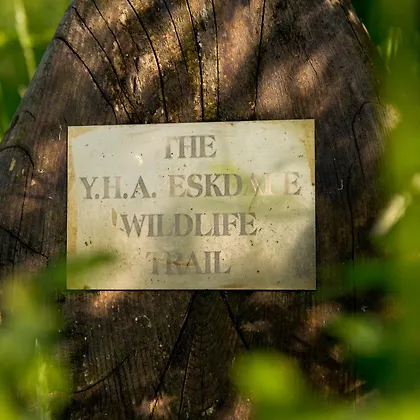 THE
Y.H.A. ESKDALE
WILDLIFE
TRAIL